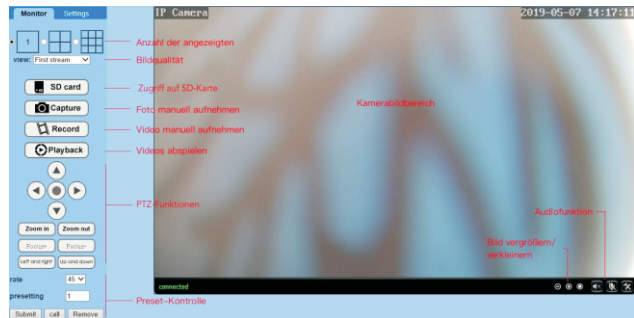 Monitor Settings
IP Camera
2019-05-07 14:17:11
1
Anzahl der angezeigten
view: First stream
Bildqualität
SD card
Zugriff auf SD-Karte
Capture
Foto manuell aufnehmen
Kamerabildbereich
Record
Video manuell aufnehmen
Playback
Videos abspielen
PTZ-Funktionen
Audiofunktion
Zoom in Zoom out
Focus- Focus+
Bild vergrößern/
verkleinern
Left and right Up and down
rate 45
connected
presetting 1
Preset-Kontrolle
Submit call Remove